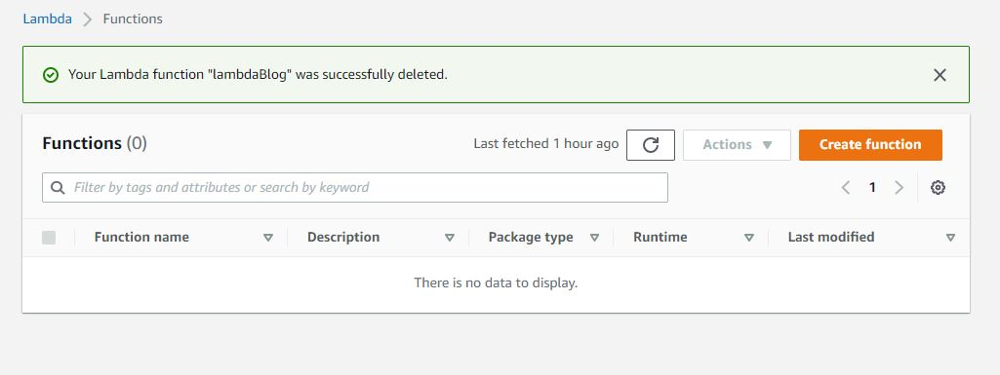 Lambda > Functions
Your Lambda function "lambdaBlog" was successfully deleted.
Functions (0) Last fetched 1 hour ago Actions Create function
Filter by tags and attributes or search by keyword 1
Function name Description Package type Runtime Last modified
There is no data to display.